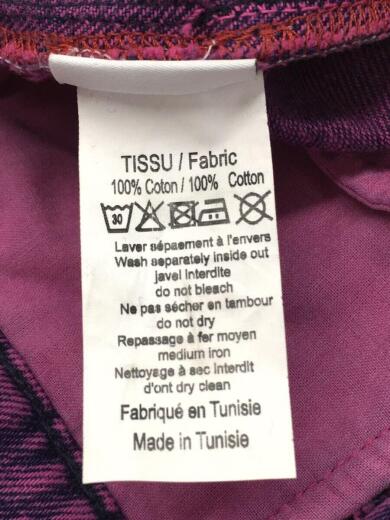 TISSU / Fabric
100% Coton / 100% Cotton
30
Laver sépaement à l'envers
Wash separately inside out
javel interdite
do not bleach
Ne pas sécher en tambour
do not dry
Repassage à fer moyen
medium iron
Nettoyage à sec interdit
d'ont dry clean
Fabriqué en Tunisie
Made in Tunisie